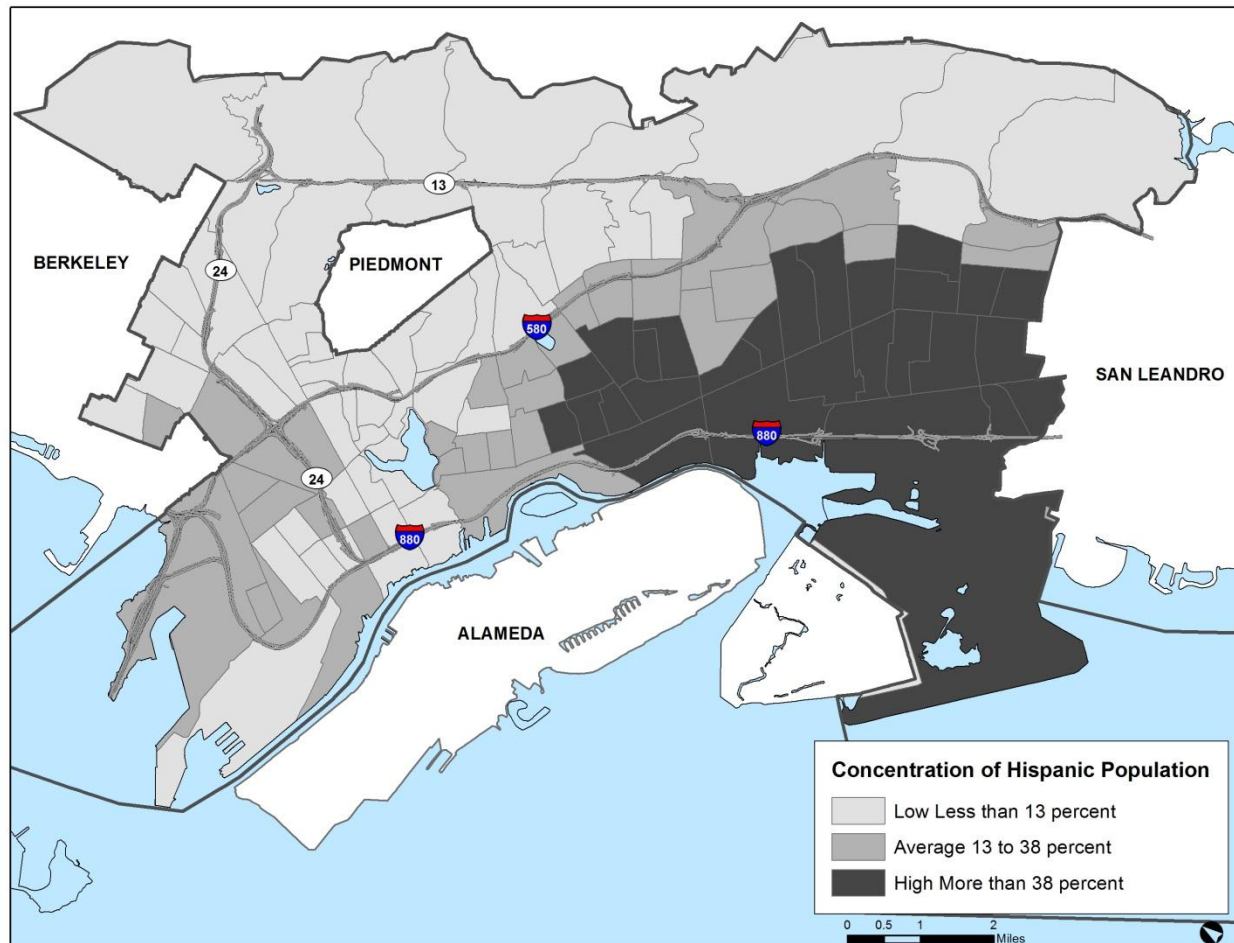 13
BERKELEY
PIEDMONT
24
580
SAN LEANDRO
880
24
880
ALAMEDA
Concentration of Hispanic Population
Low Less than 13 percent
Average 13 to 38 percent
High More than 38 percent
0 0.5 1 2
Miles